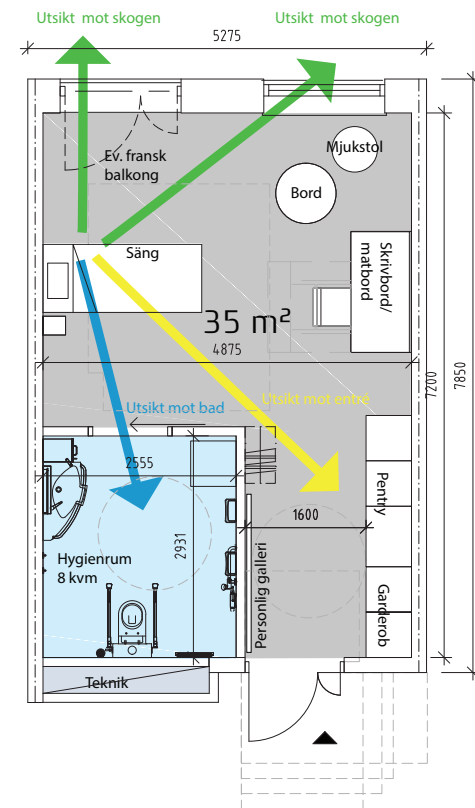 Utsikt mot skogen
Utsikt mot skogen
5275
Ev. fransk
balkong
Mjukstol
Bord
Säng
Skrivbord/
matbord
35 m²
4875
7200
7850
Utsikt mot entré
Utsikt mot bad
2555
1600
2931
Pentry
Hygienrum
8 kvm
Personlig galleri
Garderob
Teknik